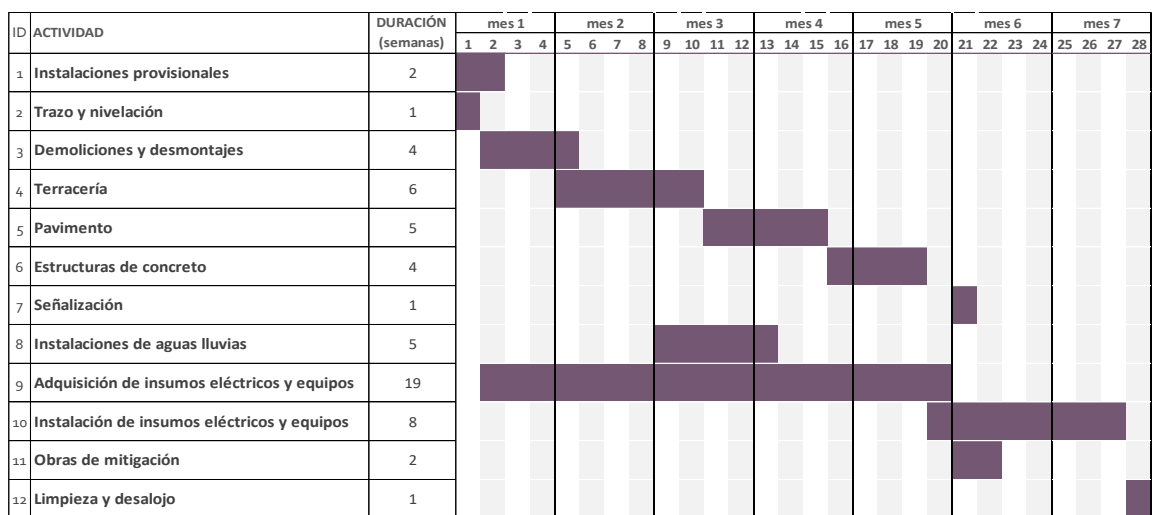 ID ACTIVIDAD DURACIÓN (semanas) mes 1 mes 2 mes 3 mes 4 mes 5 mes 6 mes 7
1 2 3 4 5 6 7 8 9 10 11 12 13 14 15 16 17 18 19 20 21 22 23 24 25 26 27 28
1 Instalaciones provisionales 2
2 Trazo y nivelación 1
3 Demoliciones y desmontajes 4
4 Terracería 6
5 Pavimento 5
6 Estructuras de concreto 4
7 Señalización 1
8 Instalaciones de aguas lluvias 5
9 Adquisición de insumos eléctricos y equipos 19
10 Instalación de insumos eléctricos y equipos 8
11 Obras de mitigación 2
12 Limpieza y desalojo 1